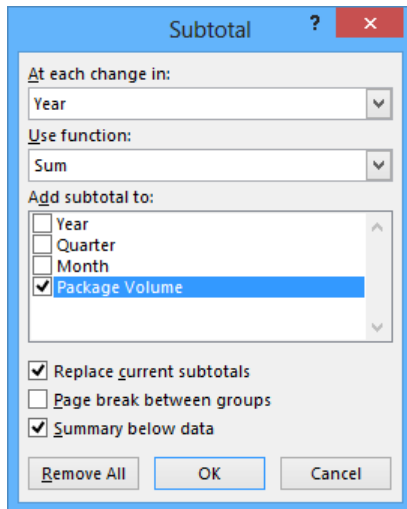 Subtotal ? ×
At each change in:
Year
Use function:
Sum
Add subtotal to:
Year
Quarter
Month
Package Volume
Replace current subtotals
Page break between groups
Summary below data
Remove All OK Cancel